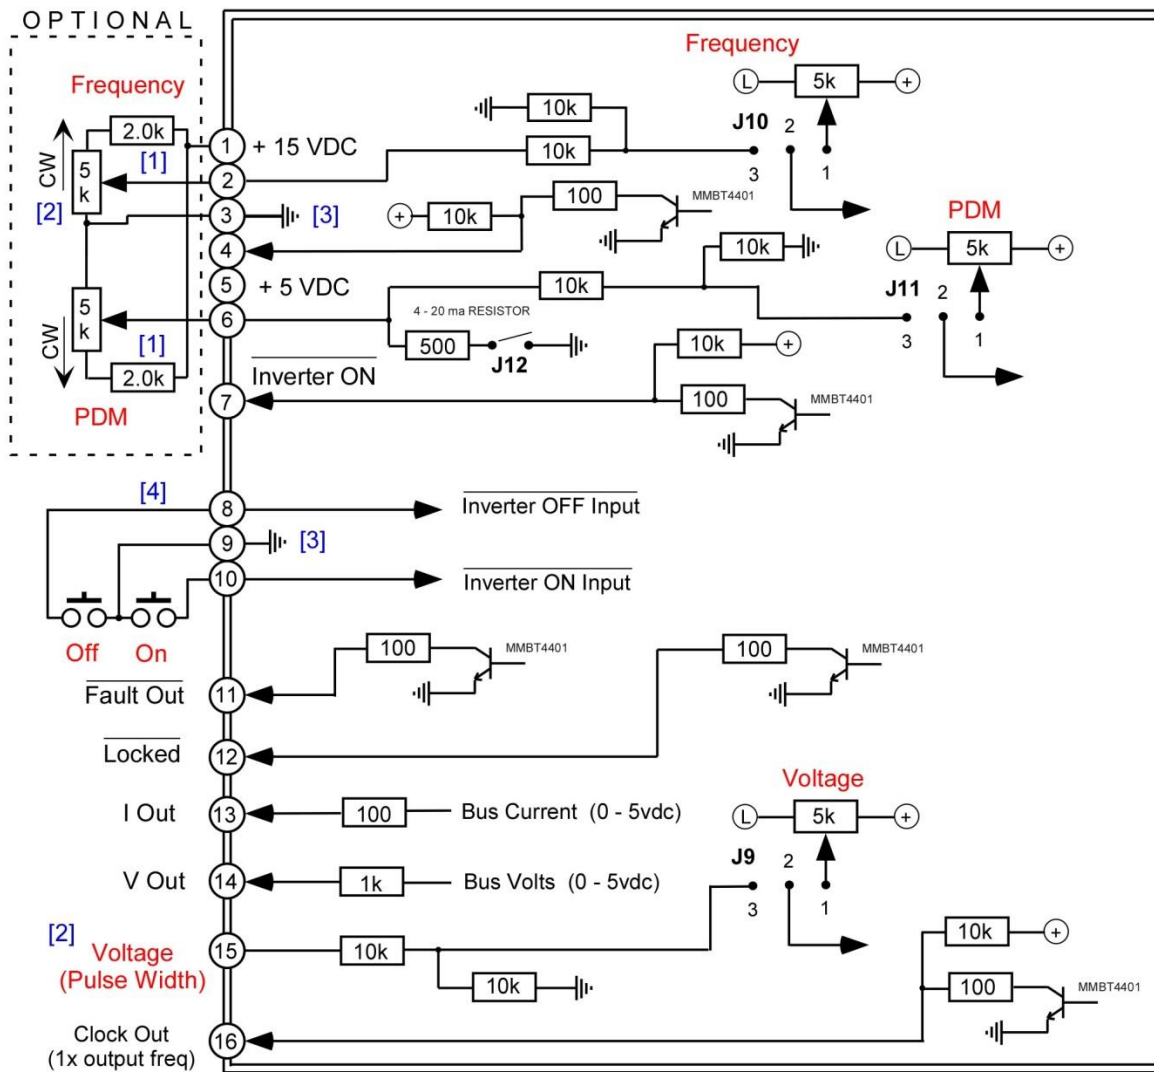 OPTIONAL
Frequency
2.0k
[1]
CW
5
k
[2]
5
k
CW
[1]
2.0k
PDM
1
+ 15 VDC
2
3
[3]
4
5
+ 5 VDC
6
Inverter ON
7
10k
10k
Frequency
L
5k
+
J10
2
3
1
+
10k
100
MMBT4401
10k
10k
PDM
L
5k
+
J11
2
3
1
4 - 20 ma RESISTOR
500
J12
10k
+
100
MMBT4401
[4]
8
Inverter OFF Input
9
[3]
10
Inverter ON Input
Off
On
100
MMBT4401
100
MMBT4401
Fault Out
11
Locked
12
I Out
13
100
Bus Current (0 - 5vdc)
V Out
14
1k
Bus Volts (0 - 5vdc)
Voltage
L
5k
+
J9
2
3
1
[2]
Voltage
(Pulse Width)
15
10k
10k
10k
+
100
MMBT4401
Clock Out
(1x output freq)
16